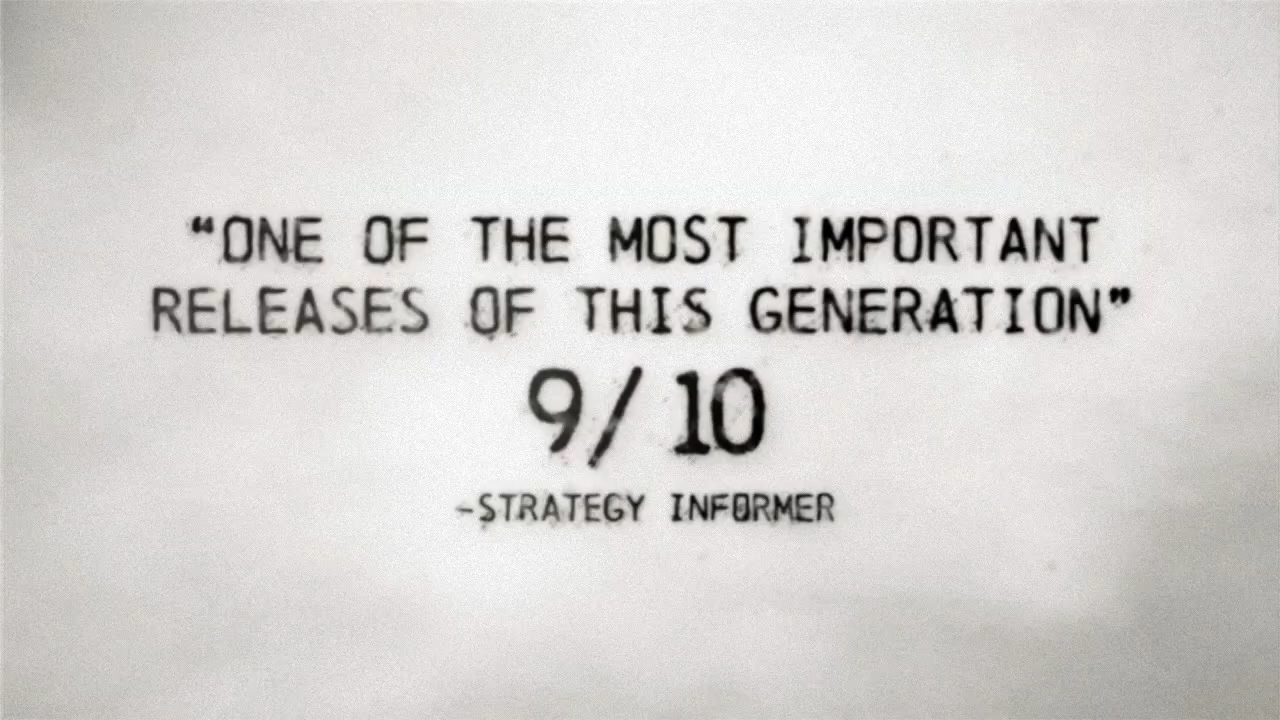 “ONE OF THE MOST IMPORTANT
RELEASES OF THIS GENERATION”
9/10
-STRATEGY INFORMER